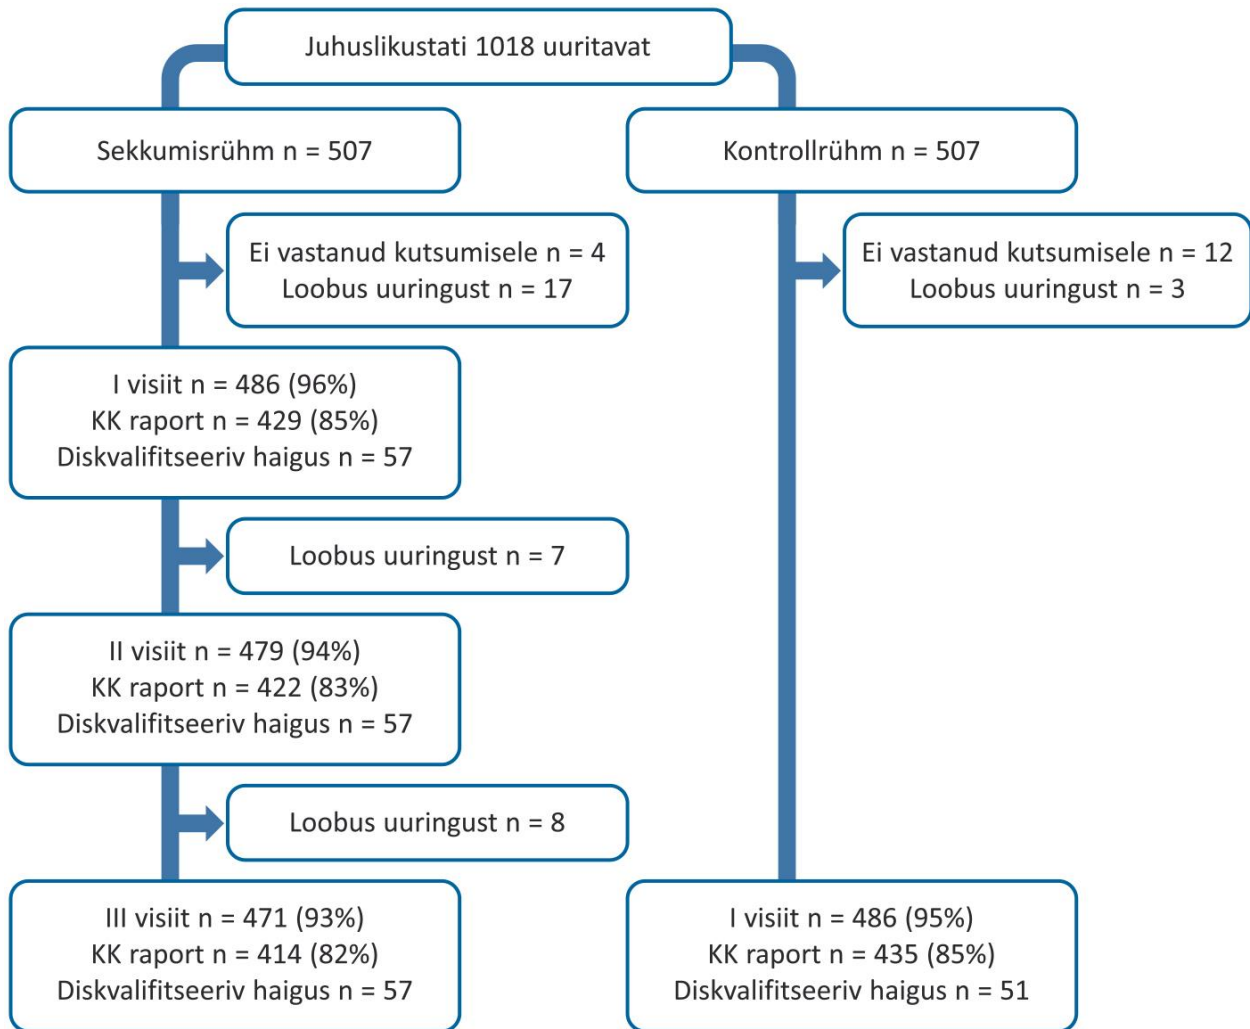 Juhuslikustati 1018 uuritavat
Sekkumisrühm n = 507
Kontrollrühm n = 507
Ei vastanud kutsumisele n = 4
Loobus uuringust n = 17
Ei vastanud kutsumisele n = 12
Loobus uuringust n = 3
I visiit n = 486 (96%)
KK raport n = 429 (85%)
Diskvalifitseeriv haigus n = 57
Loobus uuringust n = 7
II visiit n = 479 (94%)
KK raport n = 422 (83%)
Diskvalifitseeriv haigus n = 57
Loobus uuringust n = 8
III visiit n = 471 (93%)
KK raport n = 414 (82%)
Diskvalifitseeriv haigus n = 57
I visiit n = 486 (95%)
KK raport n = 435 (85%)
Diskvalifitseeriv haigus n = 51